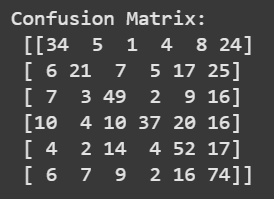 Confusion Matrix:
[[34 5 1 4 8 24]
[ 6 21 7 5 17 25]
[ 7 3 49 2 9 16]
[10 4 10 37 20 16]
[ 4 2 14 4 52 17]
[ 6 7 9 2 16 74]]